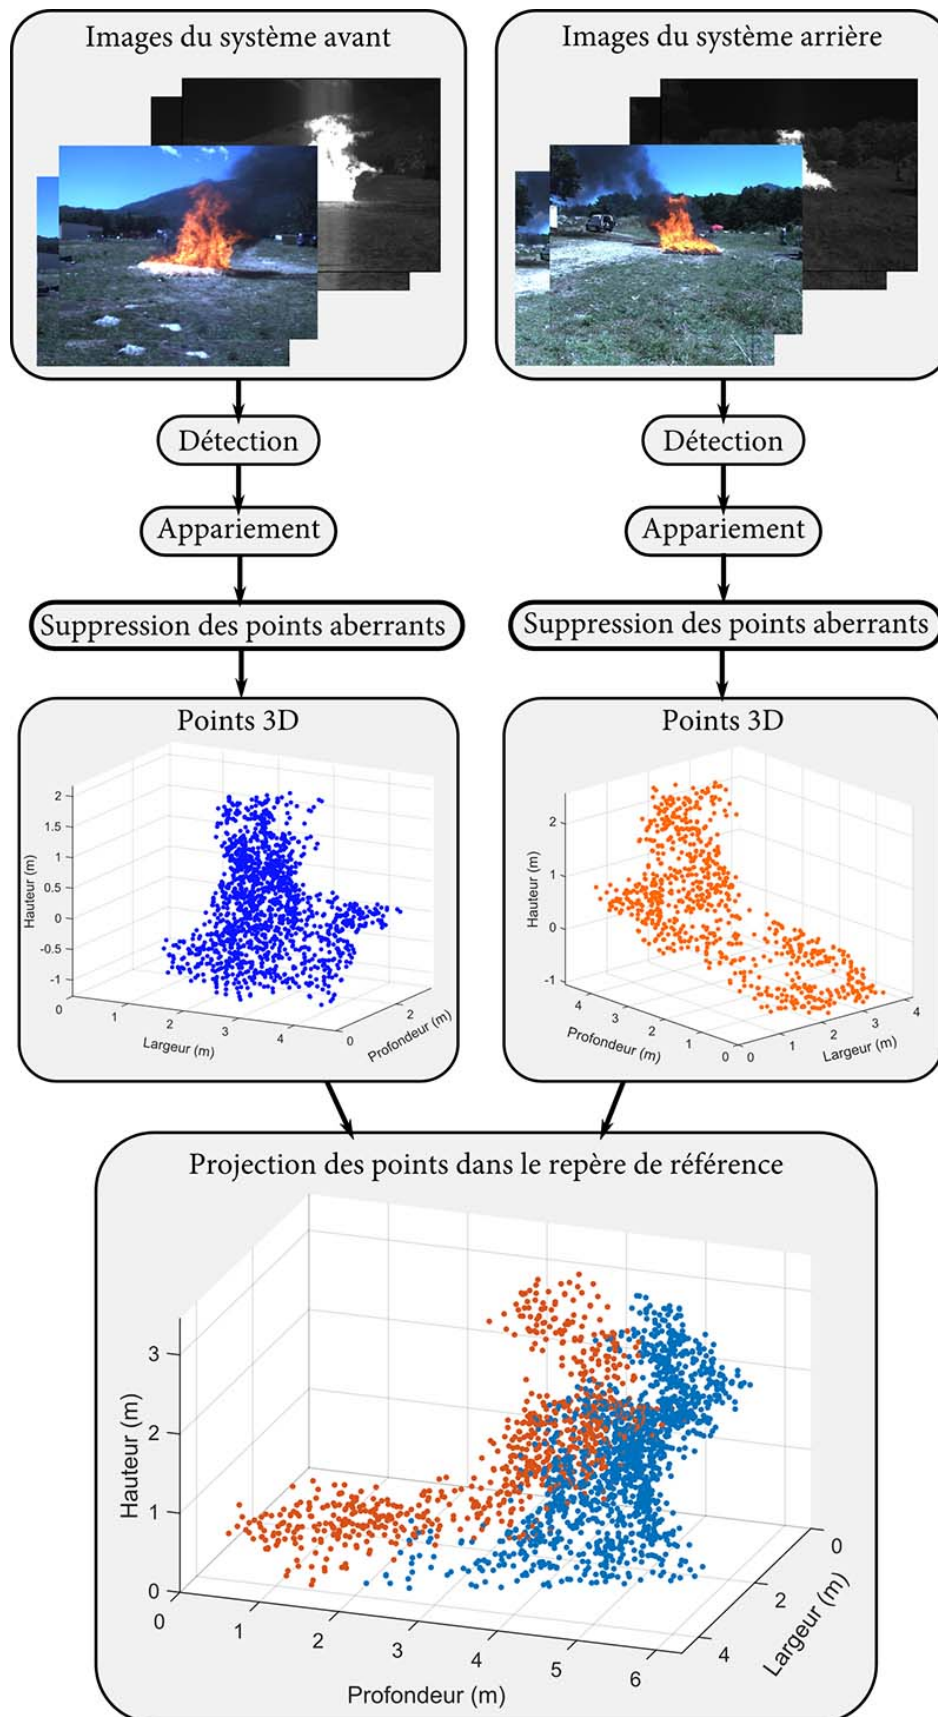 Images du système avant
Images du système arrière
Détection
Détection
Appariement
Appariement
Suppression des points aberrants
Suppression des points aberrants
Points 3D
2
1.5
1
0.5
0
-0.5
-1
Hauteur (m)
0
1
2
3
4
Largeur (m)
0
2
Profondeur (m)
Points 3D
2
1
0
-1
Hauteur (m)
4
3
2
1
0
Profondeur (m)
0
1
2
3
4
Largeur (m)
Projection des points dans le repère de référence
3
2
1
0
Hauteur (m)
0
1
2
3
4
5
6
Profondeur (m)
0
2
4
Largeur (m)